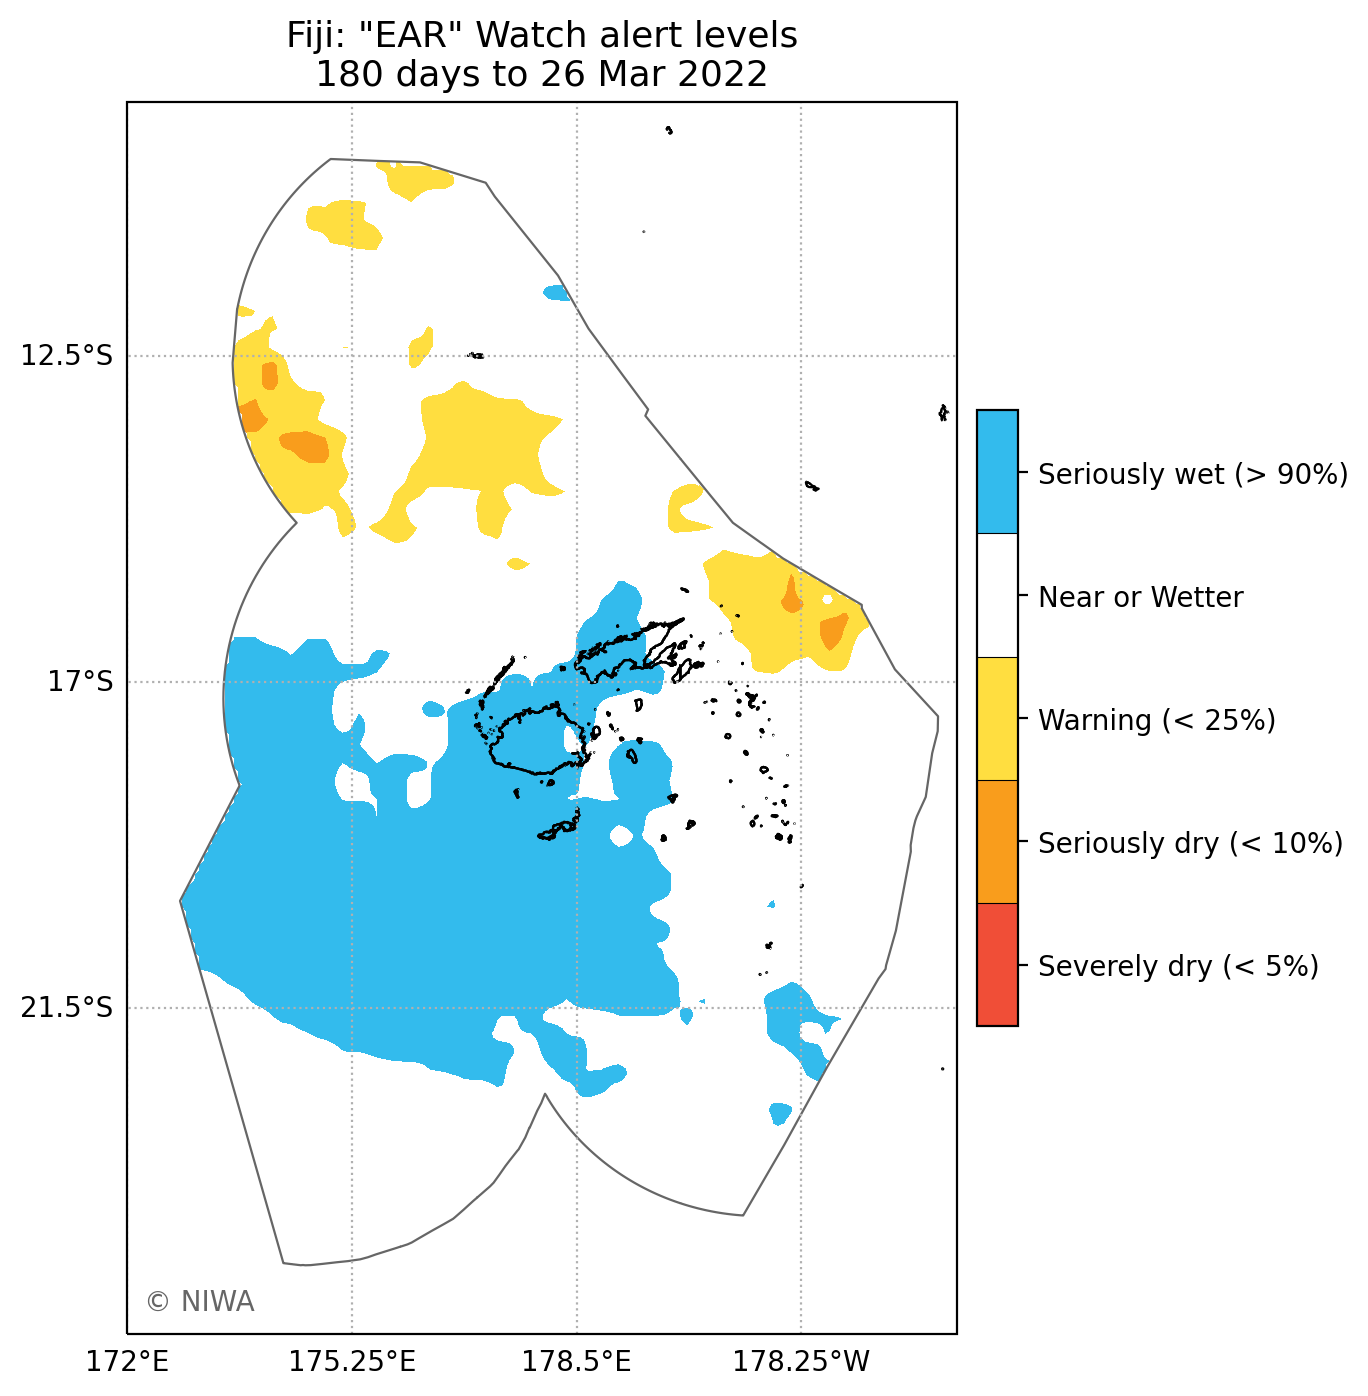 Fiji: "EAR" Watch alert levels
180 days to 26 Mar 2022
12.5°S
17°S
21.5°S
172°E
175.25°E
178.5°E
178.25°W
© NIWA
Seriously wet (> 90%)
Near or Wetter
Warning (< 25%)
Seriously dry (< 10%)
Severely dry (< 5%)